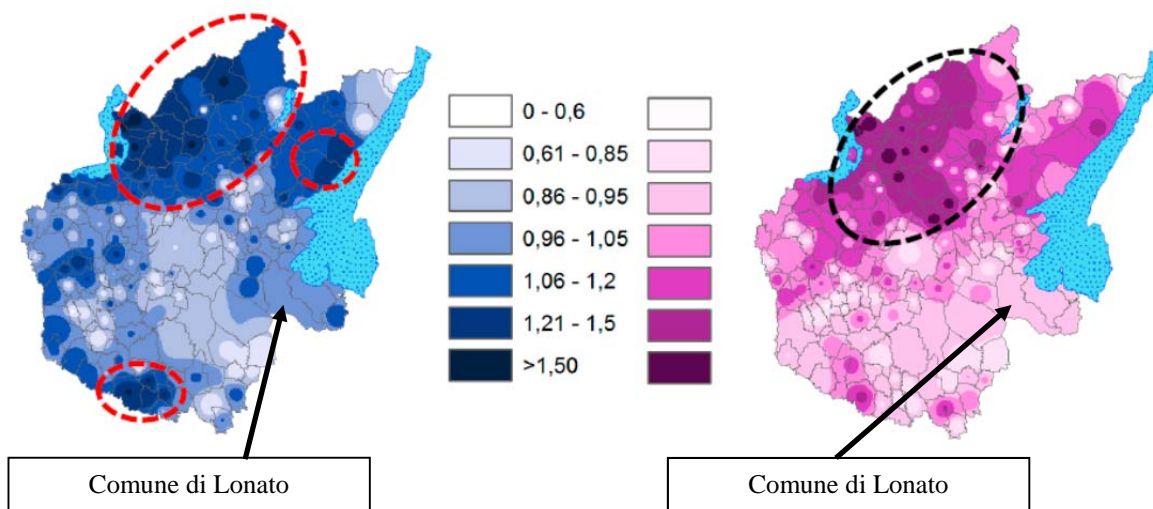 0 - 0,6
0,61 - 0,85
0,86 - 0,95
0,96 - 1,05
1,06 - 1,2
1,21 - 1,5
>1,50
Comune di Lonato
Comune di Lonato